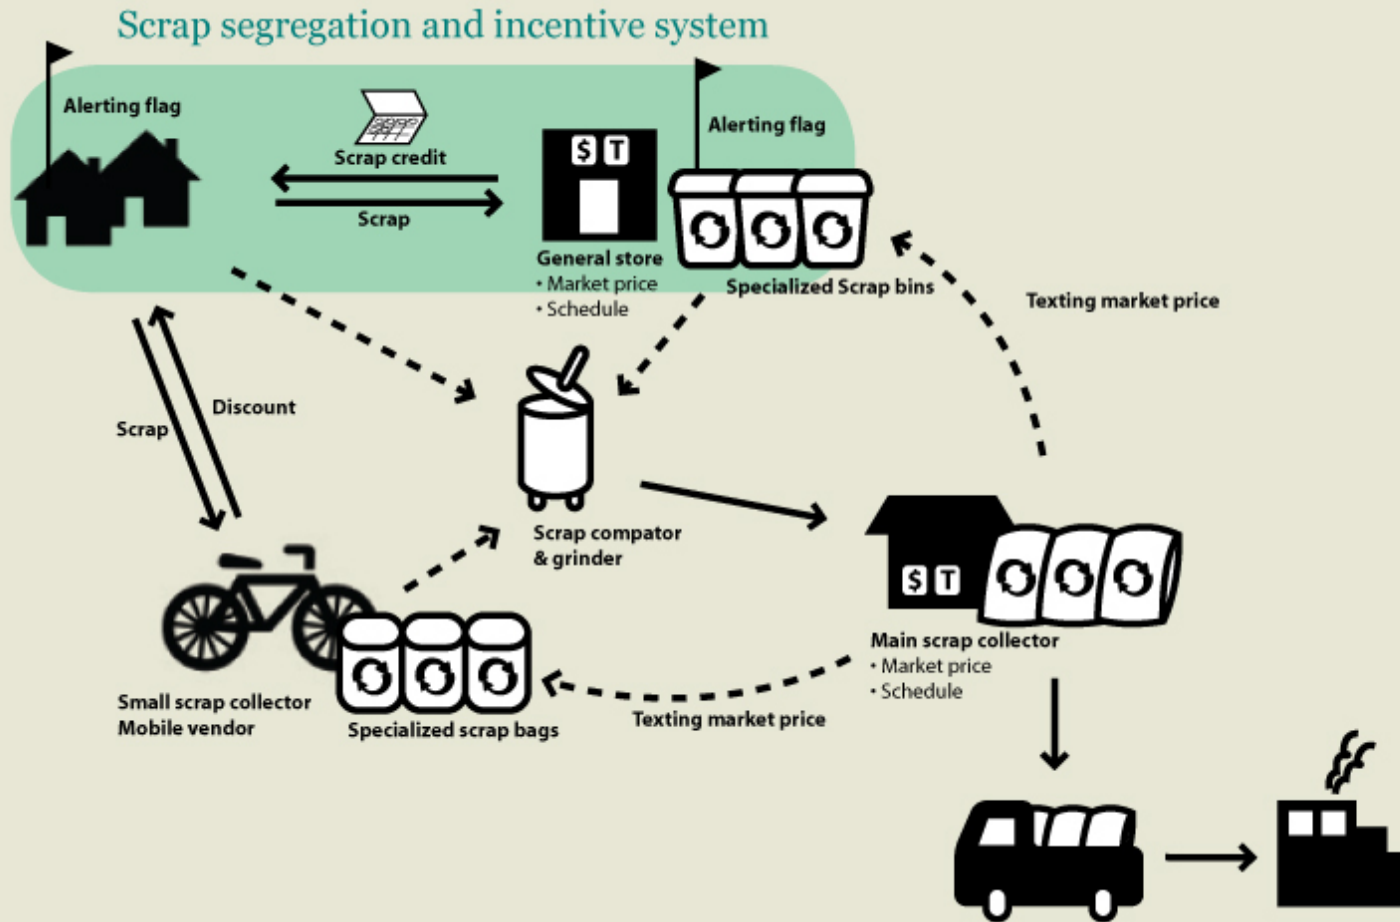 Scrap segregation and incentive system
Alerting flag
Scrap credit
Scrap
$ T
General store
• Market price
• Schedule
Alerting flag
Specialized Scrap bins
Texting market price
Scrap
Discount
Scrap compator
& grinder
Small scrap collector
Mobile vendor
Specialized scrap bags
Texting market price
$ T
Main scrap collector
• Market price
• Schedule